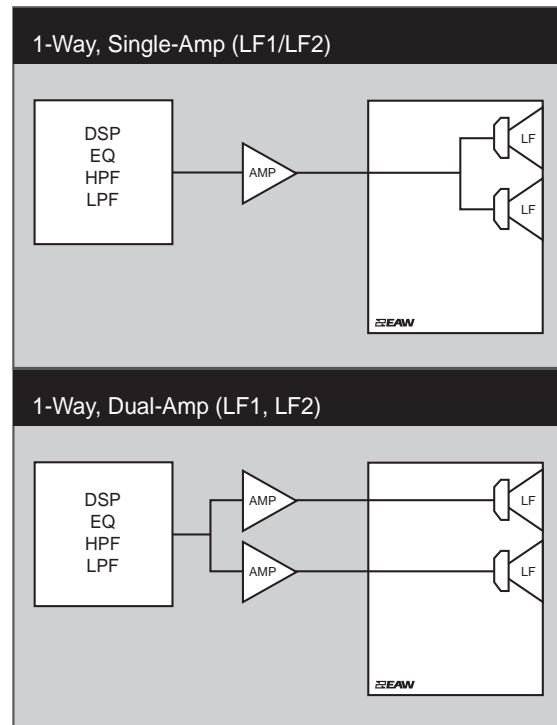 1-Way, Single-Amp (LF1/LF2)
DSP
EQ
HPF
LPF
AMP
LF
LF
EAW
1-Way, Dual-Amp (LF1, LF2)
DSP
EQ
HPF
LPF
AMP
AMP
LF
LF
EAW